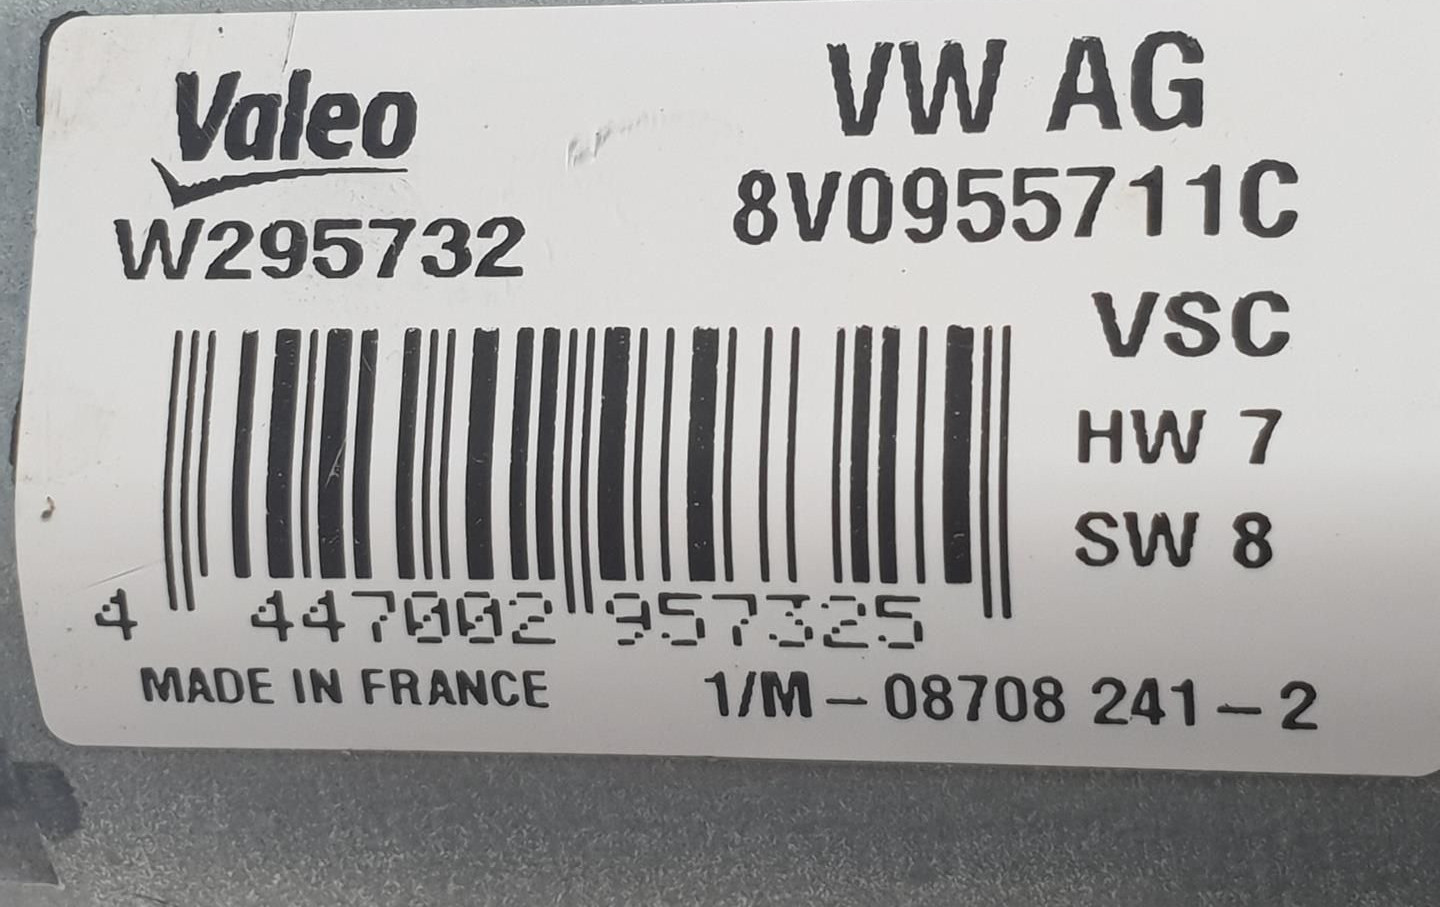 Valeo
W295732
VW AG
8V0955711C
VSC
HW 7
SW 8
4 447002 957325
MADE IN FRANCE
1/M - 08708 241 - 2